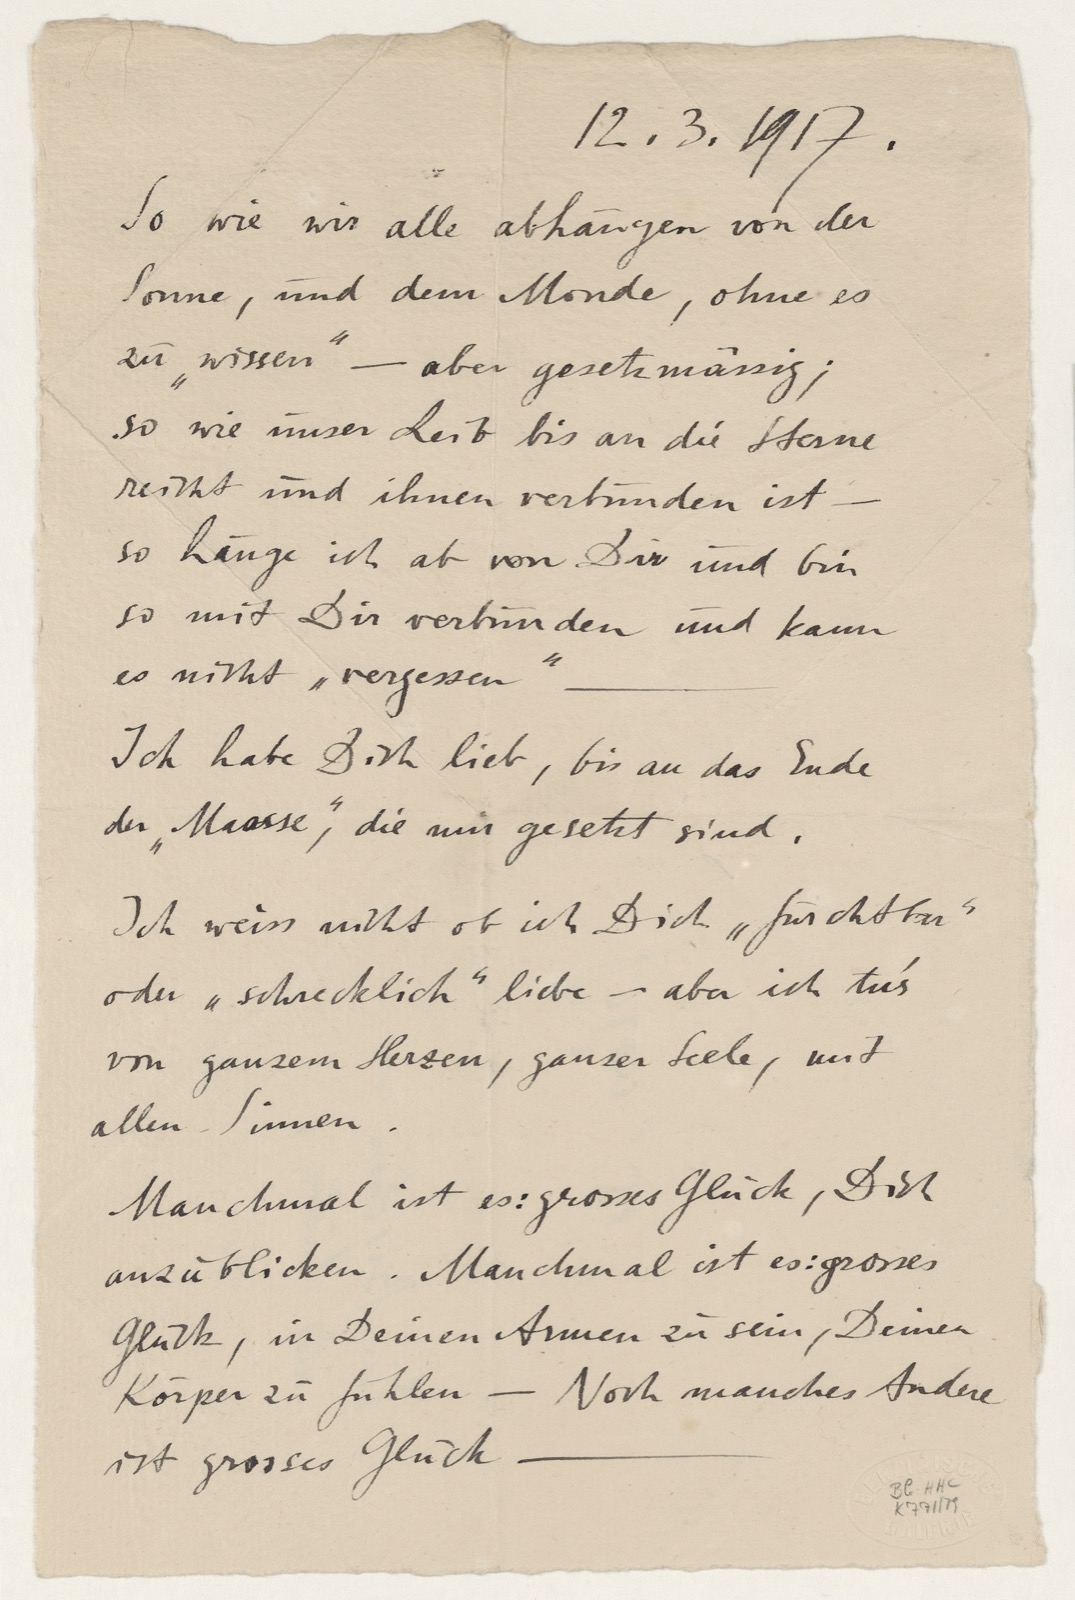 12.3.1917.
So wie wir alle abhängen von der
Sonne, und dem Monde, ohne es
zu „wissen“ — aber gesetzmässig;
so wie unser Leib bis an die Sterne
reicht und ihnen verbunden ist —
so hänge ich ab von Dir und bin
so mit Dir verbunden und kann
es nicht „vergessen“ —
Ich habe Dich lieb, bis an das Ende
der „Maasse“, die mir gesetzt sind.
Ich weiss nicht ob ich Dich „furchtbar“
oder „schrecklich“ liebe — aber ich tu's
von ganzem Herzen, ganzer Seele, mit
allen Sinnen.
Manchmal ist es: grosses Glück, Dich
anzublicken. Manchmal ist es: grosses
Glück, in Deinen Armen zu sein, Deinen
Körper zu fühlen — Noch manches Andere
ist grosses Glück —
BG HHC
K 771/79